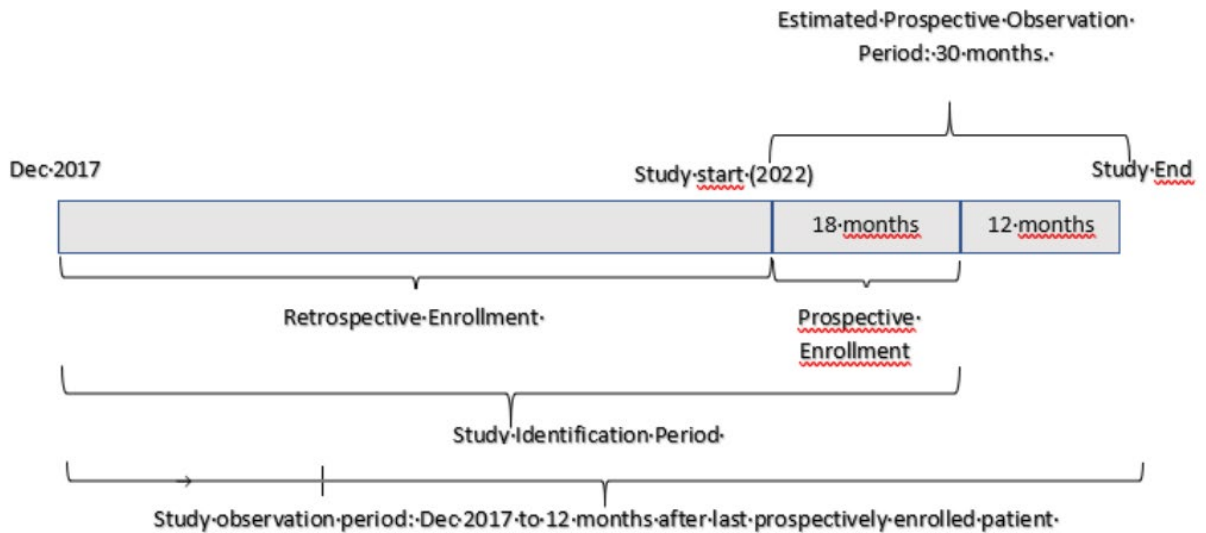 Estimated·Prospective·Observation·
Period:·30·months.·
Dec·2017
Study·start·(2022)
Study·End
18·months
12·months
Retrospective·Enrollment·
Prospective·
Enrollment
Study·Identification·Period·
Study·observation·period:·Dec·2017·to·12·months·after·last·prospectively·enrolled·patient·